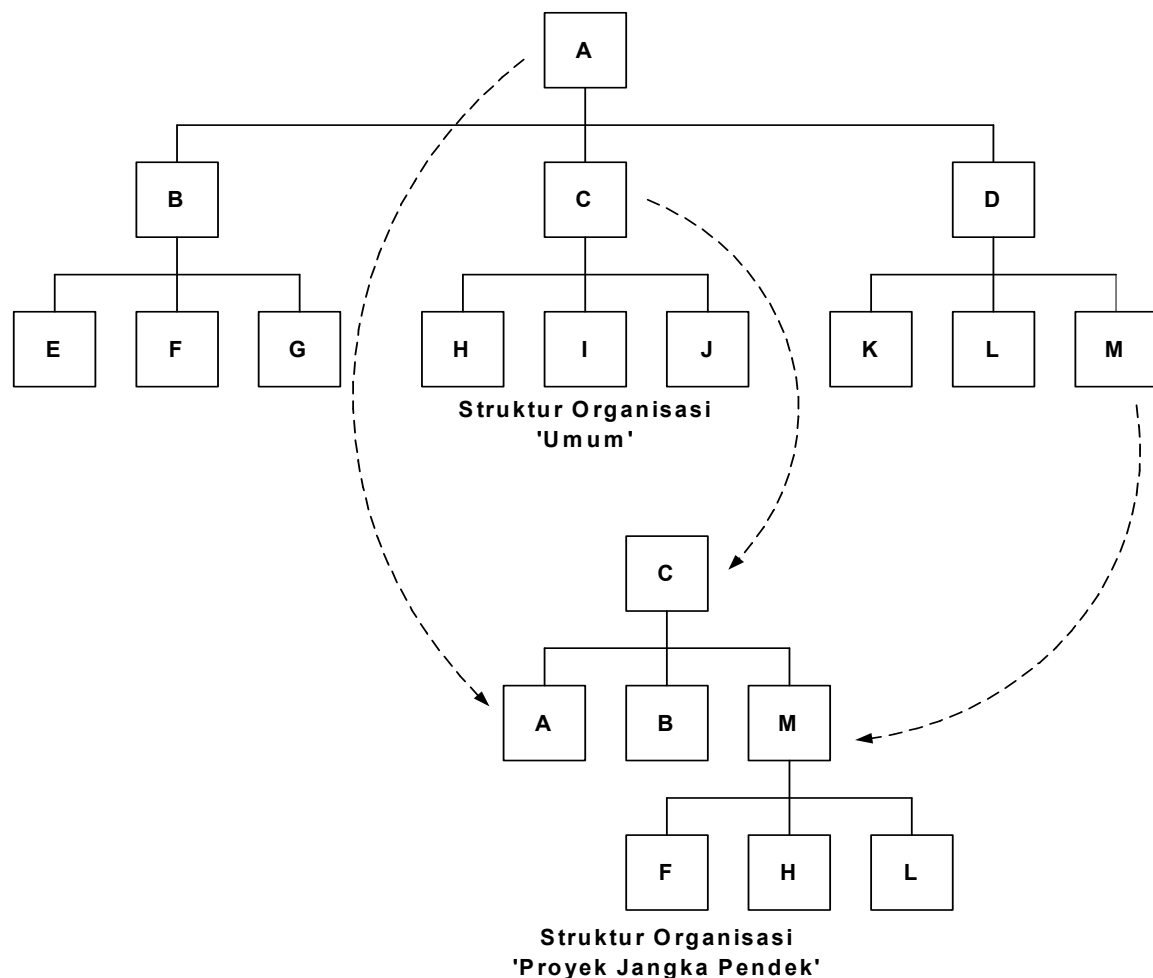 A
B
C
D
E
F
G
H
I
J
K
L
M
Struktur Organisasi
'Umum'
C
A
B
M
F
H
L
Struktur Organisasi
'Proyek Jangka Pendek'